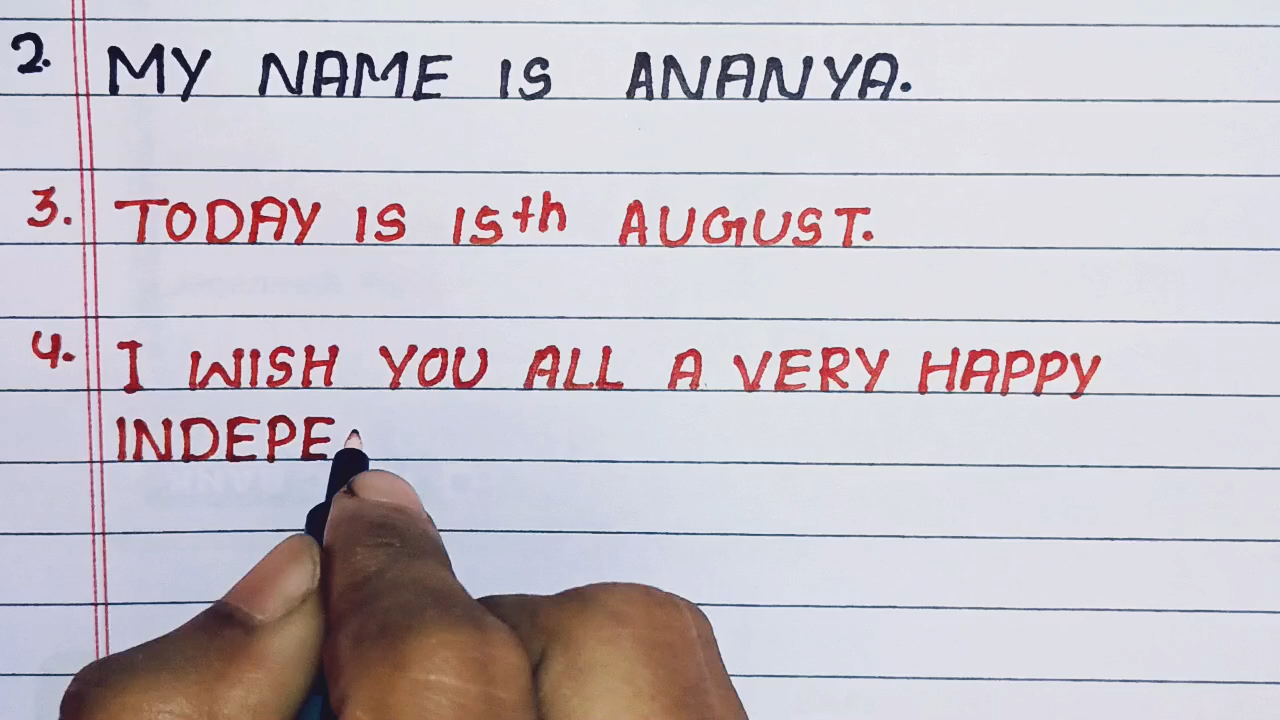 2. MY NAME IS ANANYA.
3. TODAY IS 15th AUGUST.
4. I WISH YOU ALL A VERY HAPPY
INDEPE